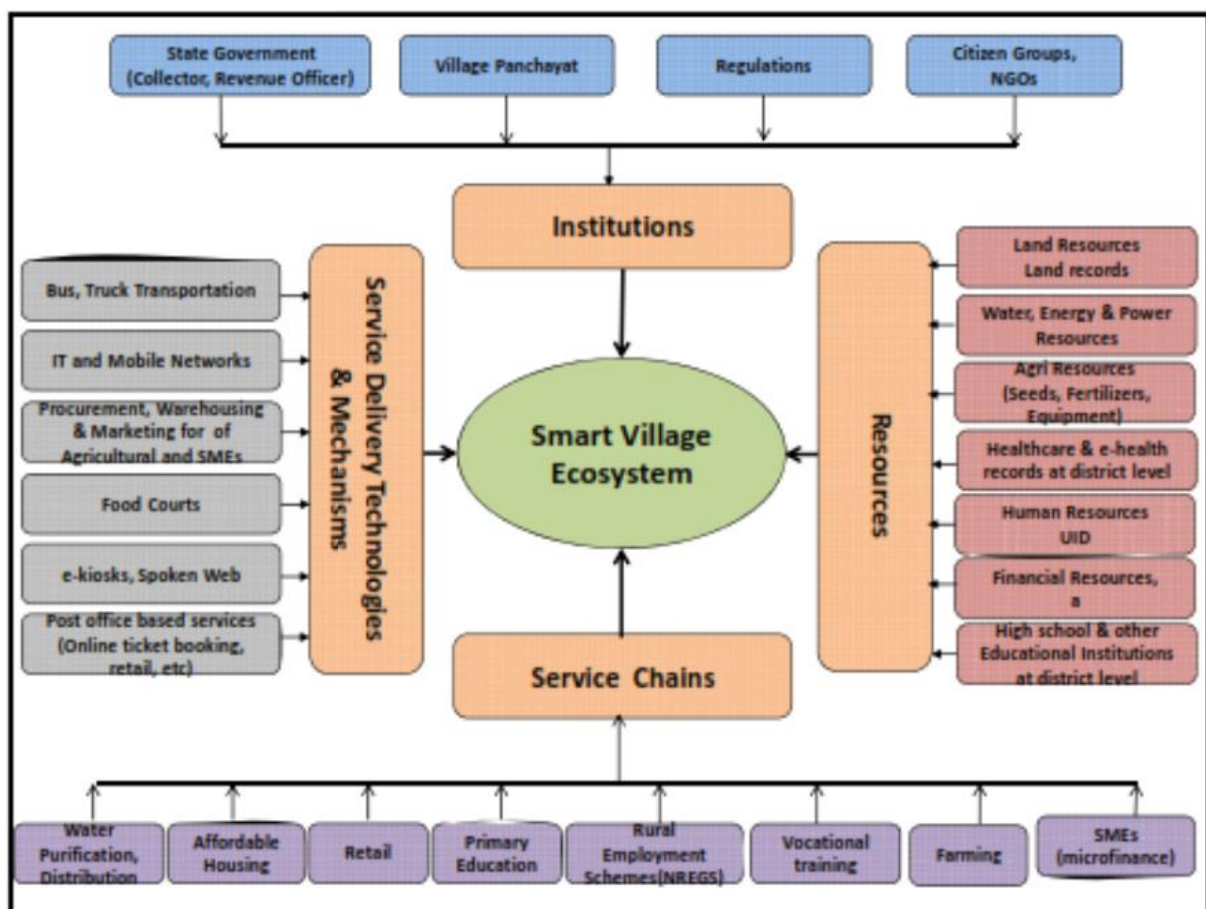 State Government
(Collector, Revenue Officer)
Village Panchayat
Regulations
Citizen Groups,
NGOs
Institutions
Bus, Truck Transportation
IT and Mobile Networks
Procurement, Warehousing
& Marketing for of
Agricultural and SMEs
Food Courts
e-kiosks, Spoken Web
Post office based services
(Online ticket booking,
retail, etc)
Service Delivery Technologies
& Mechanisms
Smart Village
Ecosystem
Resources
Land Resources
Land records
Water, Energy & Power
Resources
Agri Resources
(Seeds, Fertilizers,
Equipment)
Healthcare & e-health
records at district level
Human Resources
UID
Financial Resources,
a
High school & other
Educational Institutions
at district level
Service Chains
Water
Purification,
Distribution
Affordable
Housing
Retail
Primary
Education
Rural
Employment
Schemes(NREGS)
Vocational
training
Farming
SMEs
(microfinance)